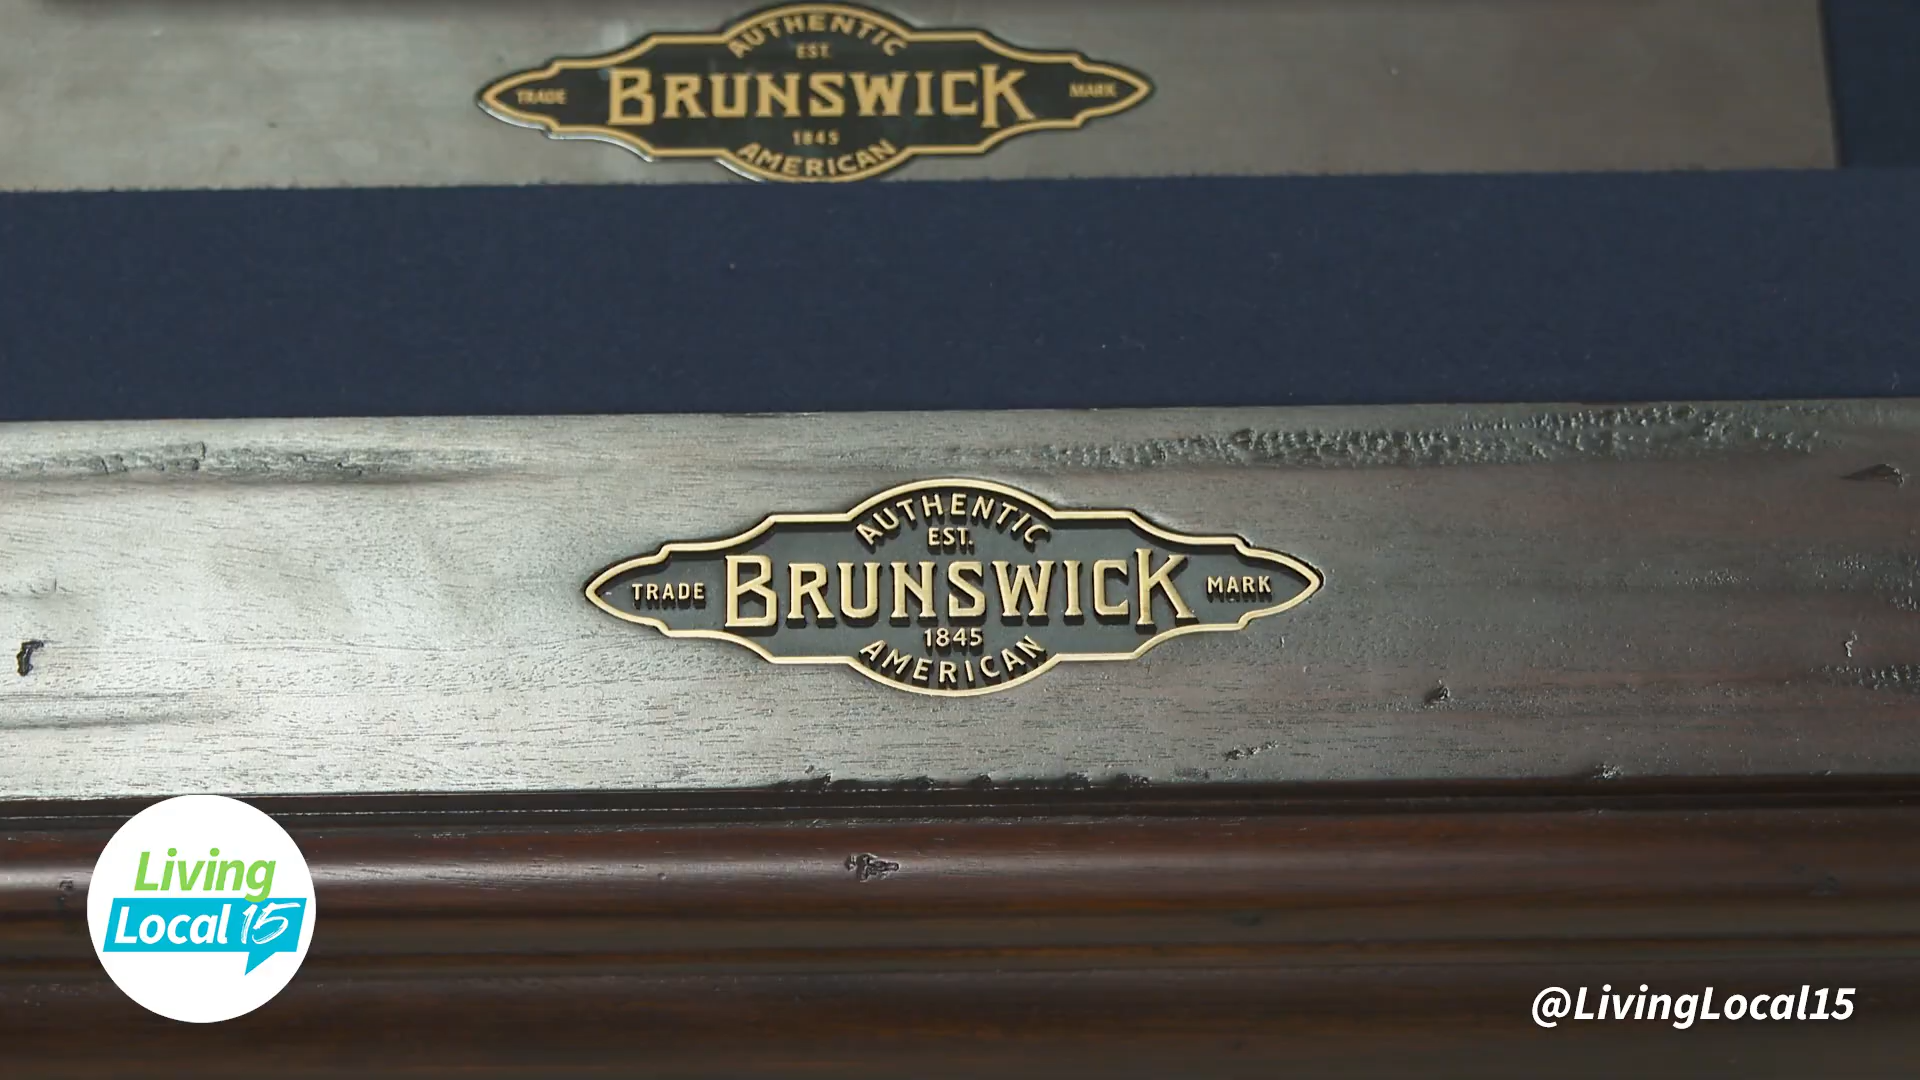 AUTHENTIC
EST.
TRADE BRUNSWICK MARK
1845
AMERICAN
AUTHENTIC
EST.
TRADE BRUNSWICK MARK
1845
AMERICAN
Living
Local 15
@LivingLocal15